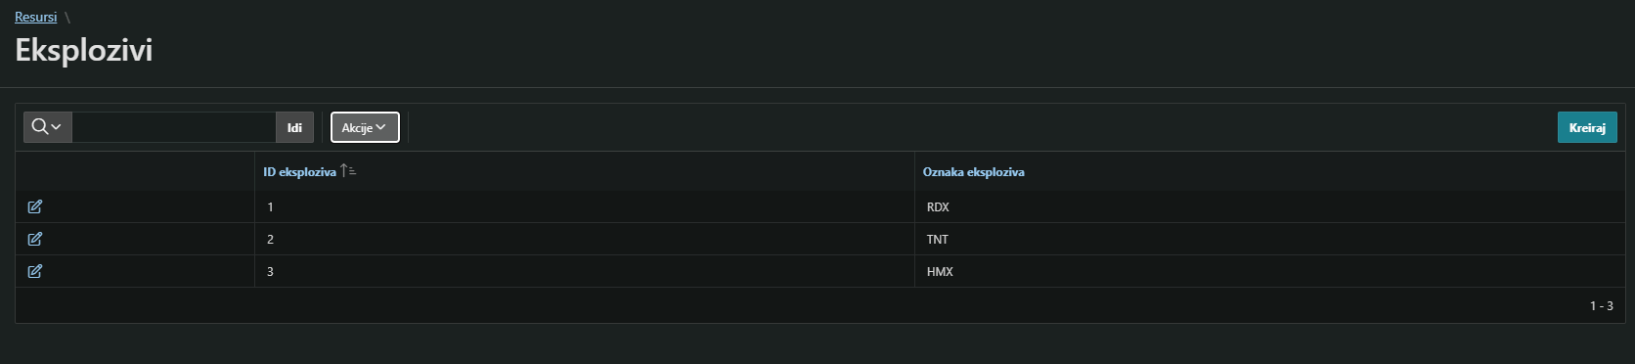 Resursi \
Eksplozivi
Idi Akcije Kreiraj
ID eksploziva Oznaka eksploziva
1 RDX
2 TNT
3 HMX
1 - 3